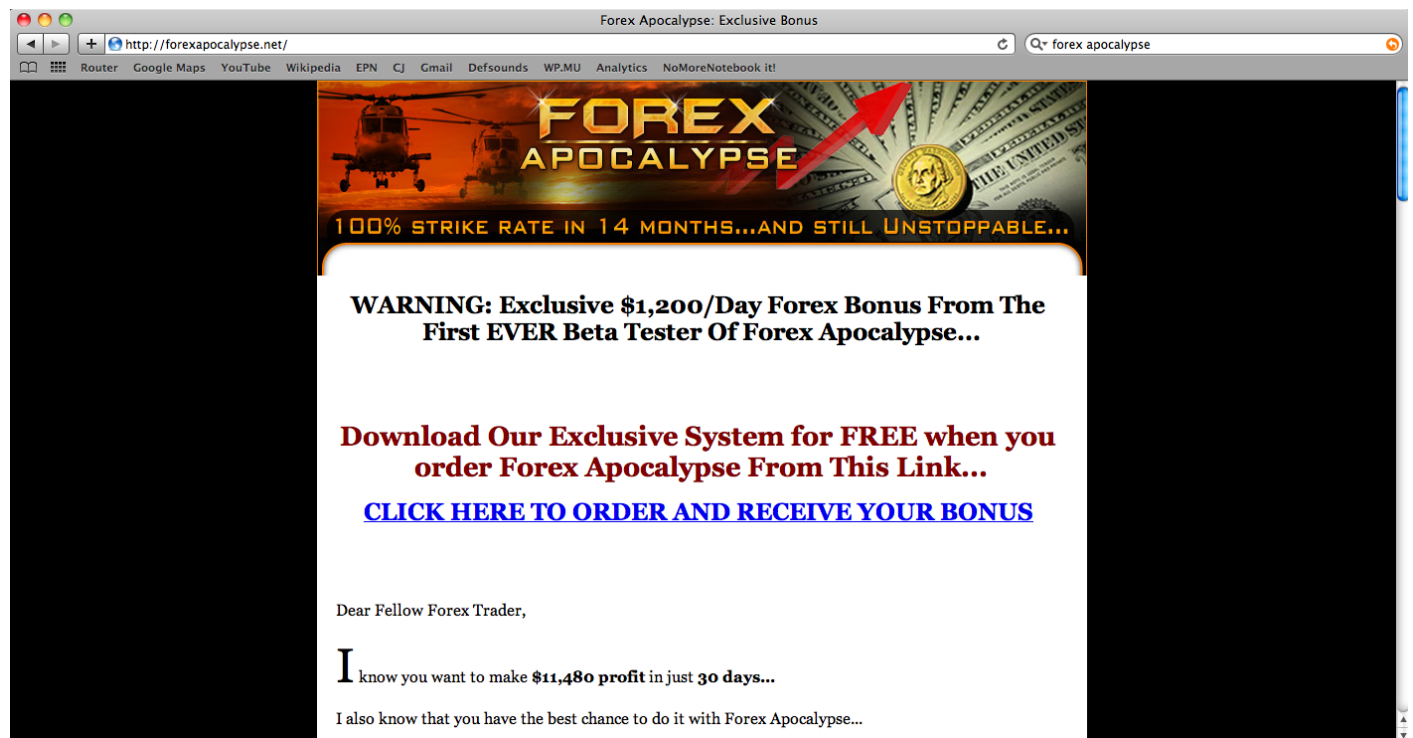 Forex Apocalypse: Exclusive Bonus
http://forexapocalypse.net/
forex apocalypse
Router Google Maps YouTube Wikipedia EPN CJ Gmail Defsounds WP.MU Analytics NoMoreNotebook it!
FOREX
APOCALYPSE
THE UNITED ST
100% STRIKE RATE IN 14 MONTHS...AND STILL UNSTOPPABLE...
WARNING: Exclusive $1,200/Day Forex Bonus From The
First EVER Beta Tester Of Forex Apocalypse...
Download Our Exclusive System for FREE when you
order Forex Apocalypse From This Link...
CLICK HERE TO ORDER AND RECEIVE YOUR BONUS
Dear Fellow Forex Trader,
I know you want to make $11,480 profit in just 30 days...
I also know that you have the best chance to do it with Forex Apocalypse...